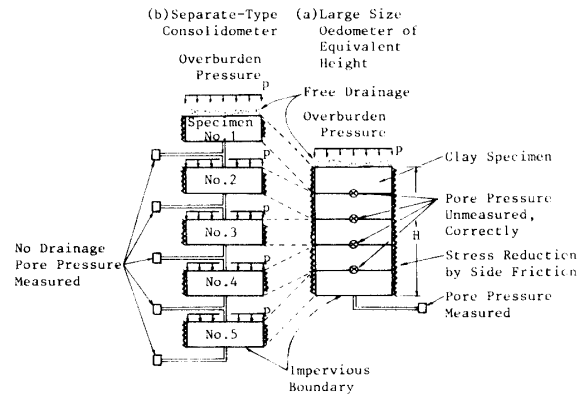 (b)Separate-Type
Consolidometer
(a)Large Size
Oedometer of
Equivalent
Height
Overburden
Pressure
p
Free Drainage
Overburden
Pressure
p
Specimen
No.1
p
No.2
p
No.3
p
No.4
p
No.5
Clay Specimen
Pore Pressure
Unmeasured,
Correctly
H
Stress Reduction
by Side Friction
Pore Pressure
Measured
No Drainage
Pore Pressure
Measured
Impervious
Boundary